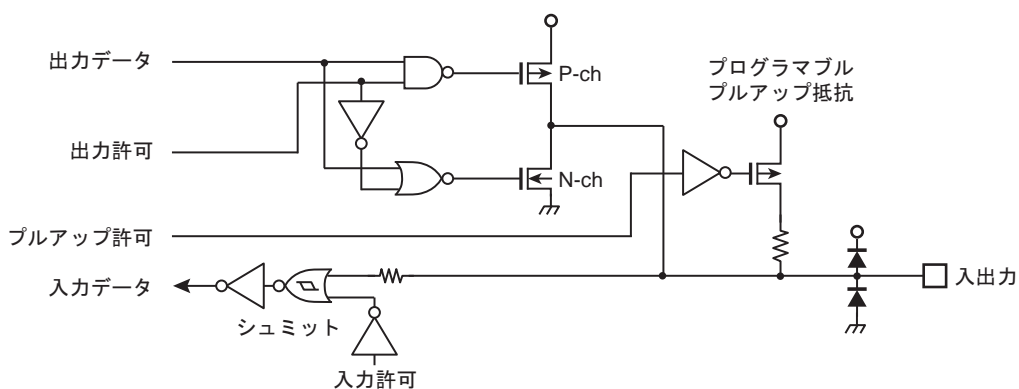 出力データ
P-ch
プログラマブル
プルアップ抵抗
出力許可
N-ch
プルアップ許可
入力データ
シュミット
入出力
入力許可